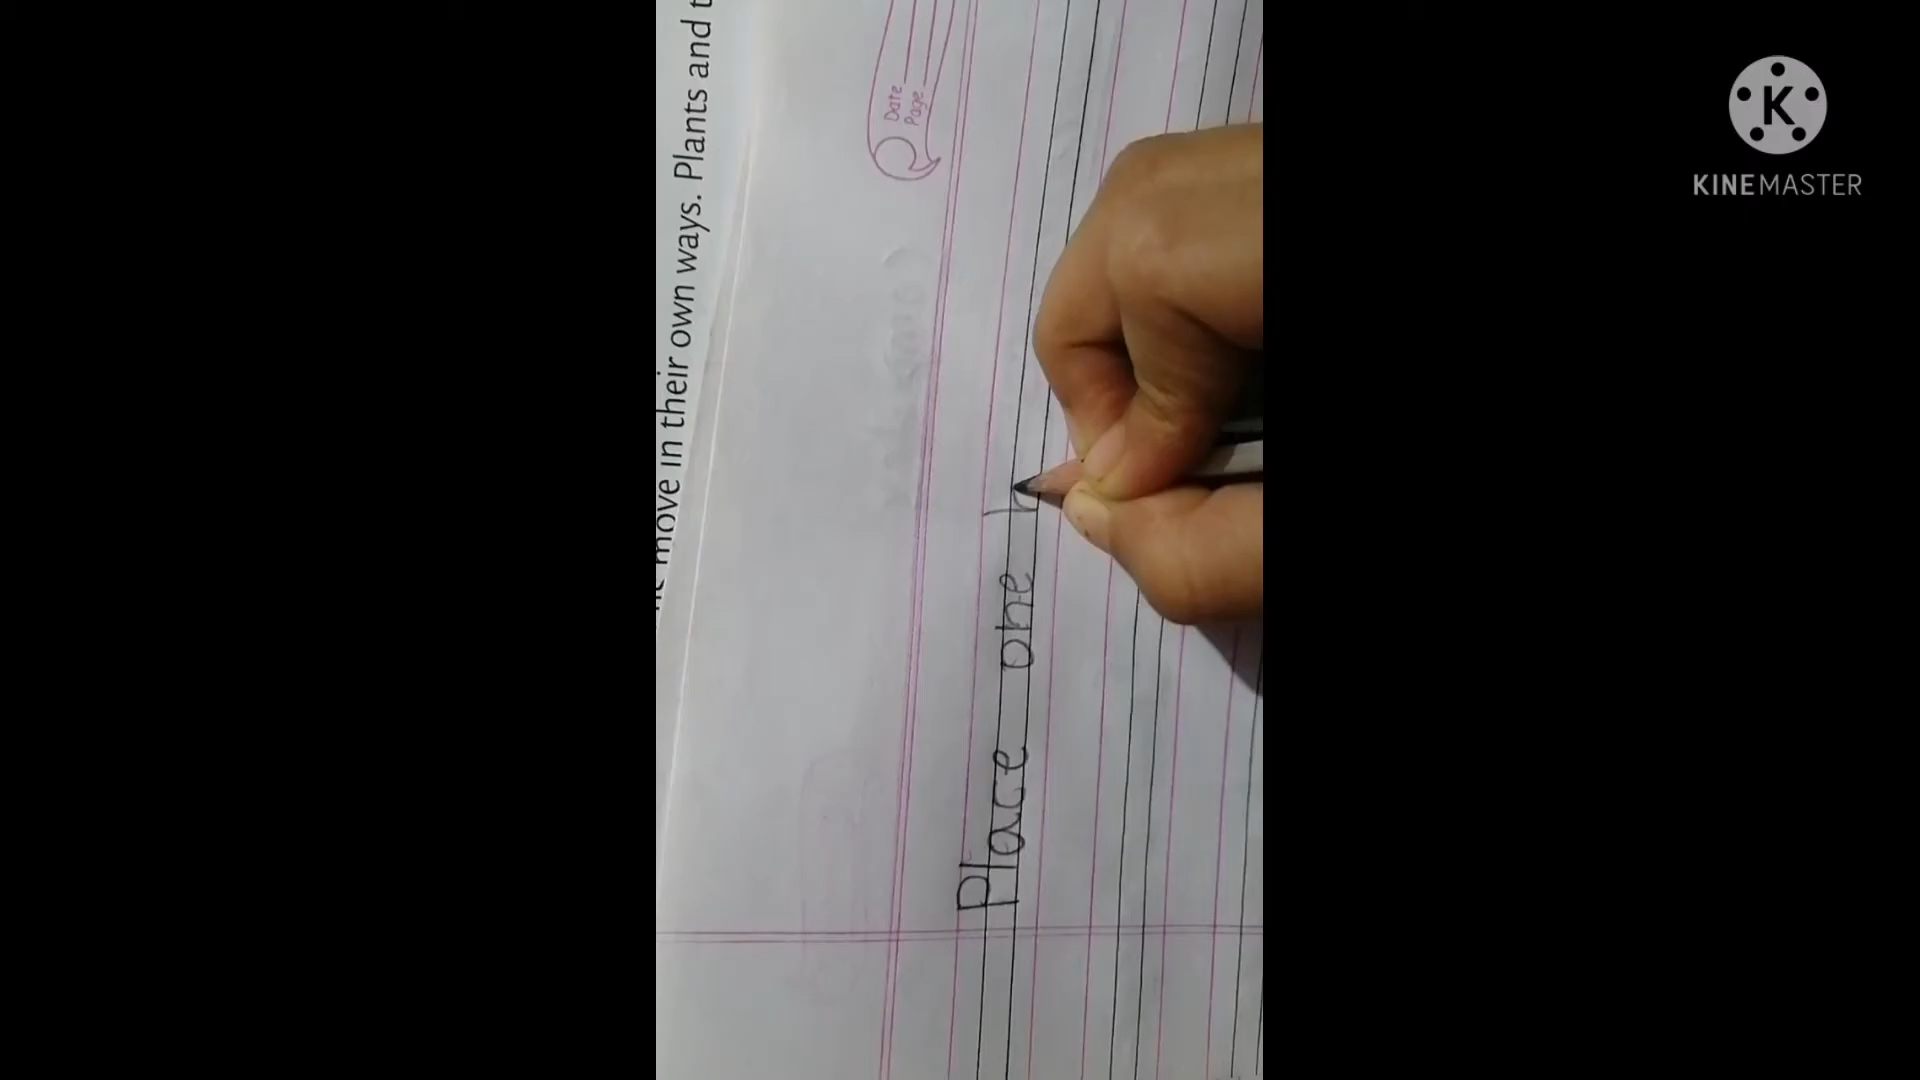 move in their own ways. Plants and
Date
Page
Place one h
KINEMASTER